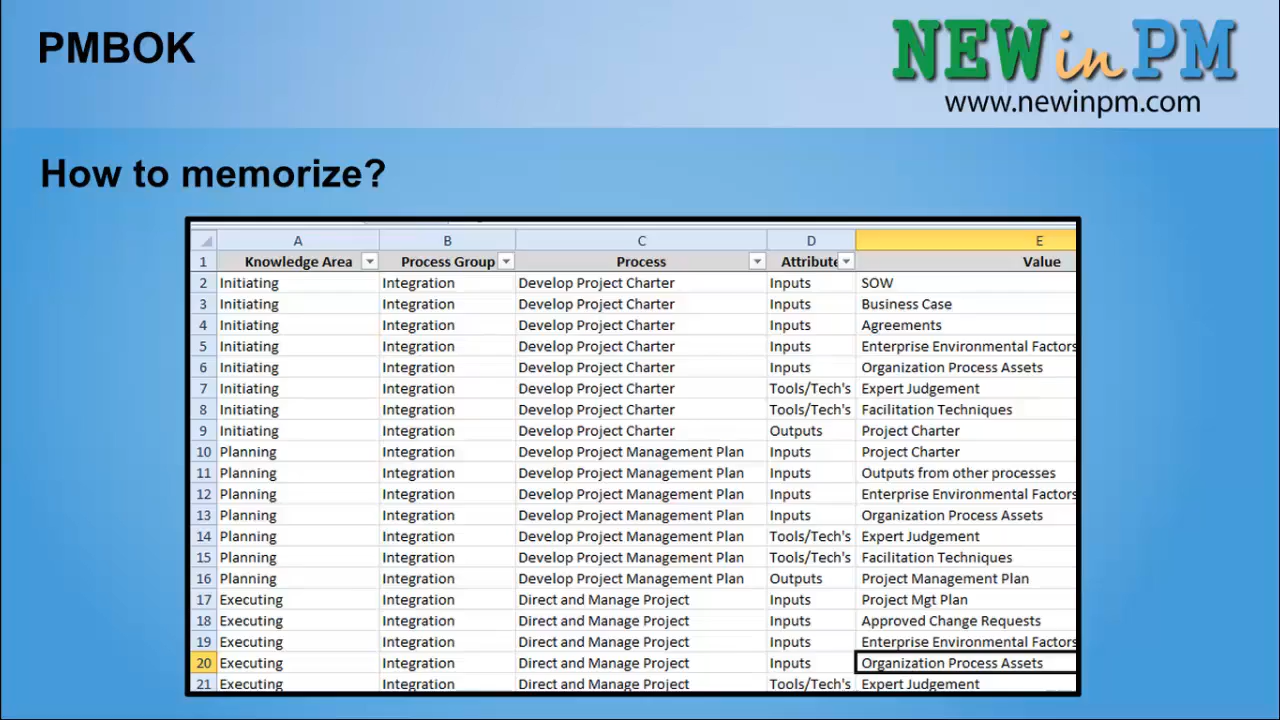 PMBOK
NEW in PM
www.newinpm.com
How to memorize?
A B C D E
1 Knowledge Area Process Group Process Attribute Value
2 Initiating Integration Develop Project Charter Inputs SOW
3 Initiating Integration Develop Project Charter Inputs Business Case
4 Initiating Integration Develop Project Charter Inputs Agreements
5 Initiating Integration Develop Project Charter Inputs Enterprise Environmental Factors
6 Initiating Integration Develop Project Charter Inputs Organization Process Assets
7 Initiating Integration Develop Project Charter Tools/Tech's Expert Judgement
8 Initiating Integration Develop Project Charter Tools/Tech's Facilitation Techniques
9 Initiating Integration Develop Project Charter Outputs Project Charter
10 Planning Integration Develop Project Management Plan Inputs Project Charter
11 Planning Integration Develop Project Management Plan Inputs Outputs from other processes
12 Planning Integration Develop Project Management Plan Inputs Enterprise Environmental Factors
13 Planning Integration Develop Project Management Plan Inputs Organization Process Assets
14 Planning Integration Develop Project Management Plan Tools/Tech's Expert Judgement
15 Planning Integration Develop Project Management Plan Tools/Tech's Facilitation Techniques
16 Planning Integration Develop Project Management Plan Outputs Project Management Plan
17 Executing Integration Direct and Manage Project Inputs Project Mgt Plan
18 Executing Integration Direct and Manage Project Inputs Approved Change Requests
19 Executing Integration Direct and Manage Project Inputs Enterprise Environmental Factors
20 Executing Integration Direct and Manage Project Inputs Organization Process Assets
21 Executing Integration Direct and Manage Project Tools/Tech's Expert Judgement